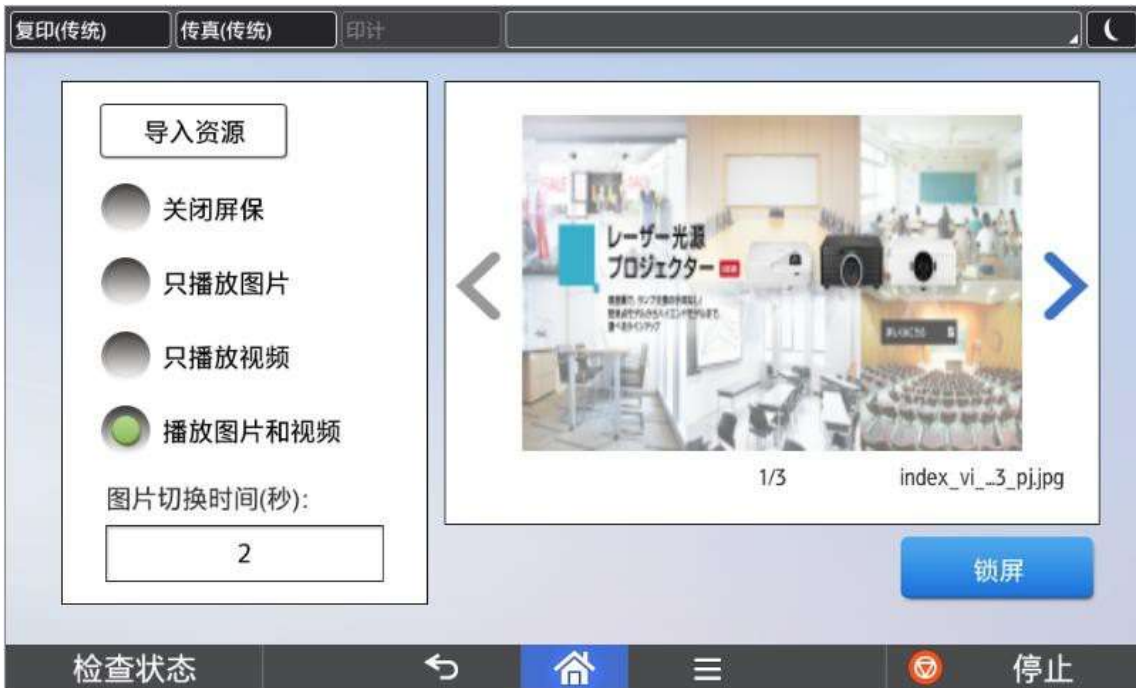 复印(传统)
传真(传统)
印计
导入资源
关闭屏保
只播放图片
只播放视频
播放图片和视频
图片切换时间(秒):
2
レーザー光源
プロジェクター
1/3
index_vi_...3_pj.jpg
锁屏
检查状态
停止